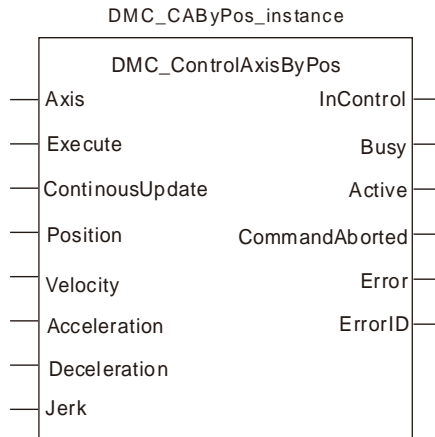 DMC_CAByPos_instance
DMC_ControlAxisByPos
Axis
InControl
Execute
Busy
ContinousUpdate
Active
Position
CommandAborted
Velocity
Error
Acceleration
ErrorID
Deceleration
Jerk